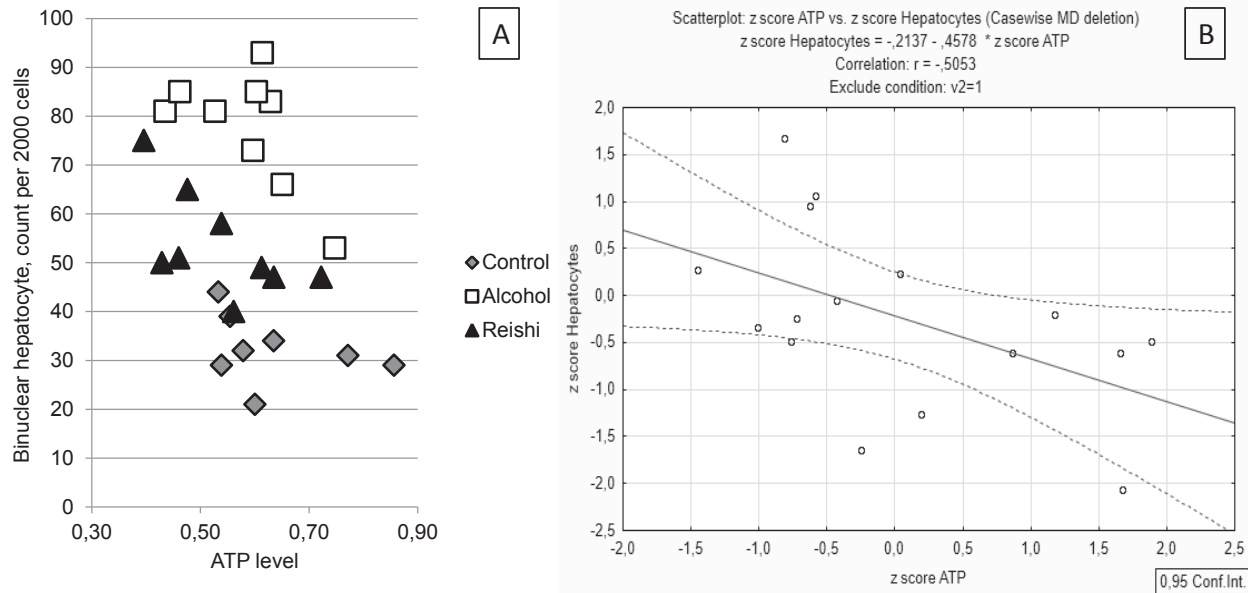 A
Binuclear hepatocyte, count per 2000 cells
100
90
80
70
60
50
40
30
20
10
0
0,30
0,50
0,70
0,90
ATP level
Control
Alcohol
Reishi
B
Scatterplot: z score ATP vs. z score Hepatocytes (Casewise MD deletion)
z score Hepatocytes = -,2137 - ,4578 * z score ATP
Correlation: r = -,5053
Exclude condition: v2=1
z score Hepatocytes
2,0
1,5
1,0
0,5
0,0
-0,5
-1,0
-1,5
-2,0
-2,5
-2,0
-1,5
-1,0
-0,5
0,0
0,5
1,0
1,5
2,0
2,5
z score ATP
0,95 Conf.Int.